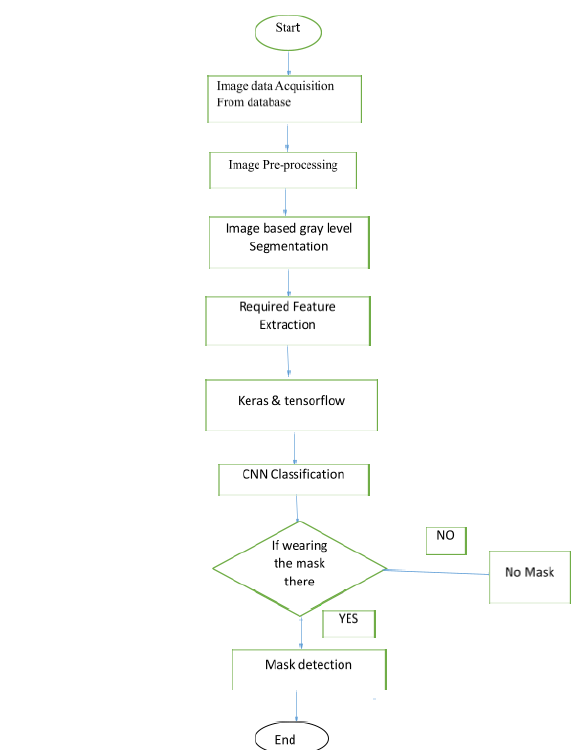 Start
Image data Acquisition
From database
Image Pre-processing
Image based gray level
Segmentation
Required Feature
Extraction
Keras & tensorflow
CNN Classification
If wearing
the mask
there
NO
No Mask
YES
Mask detection
End